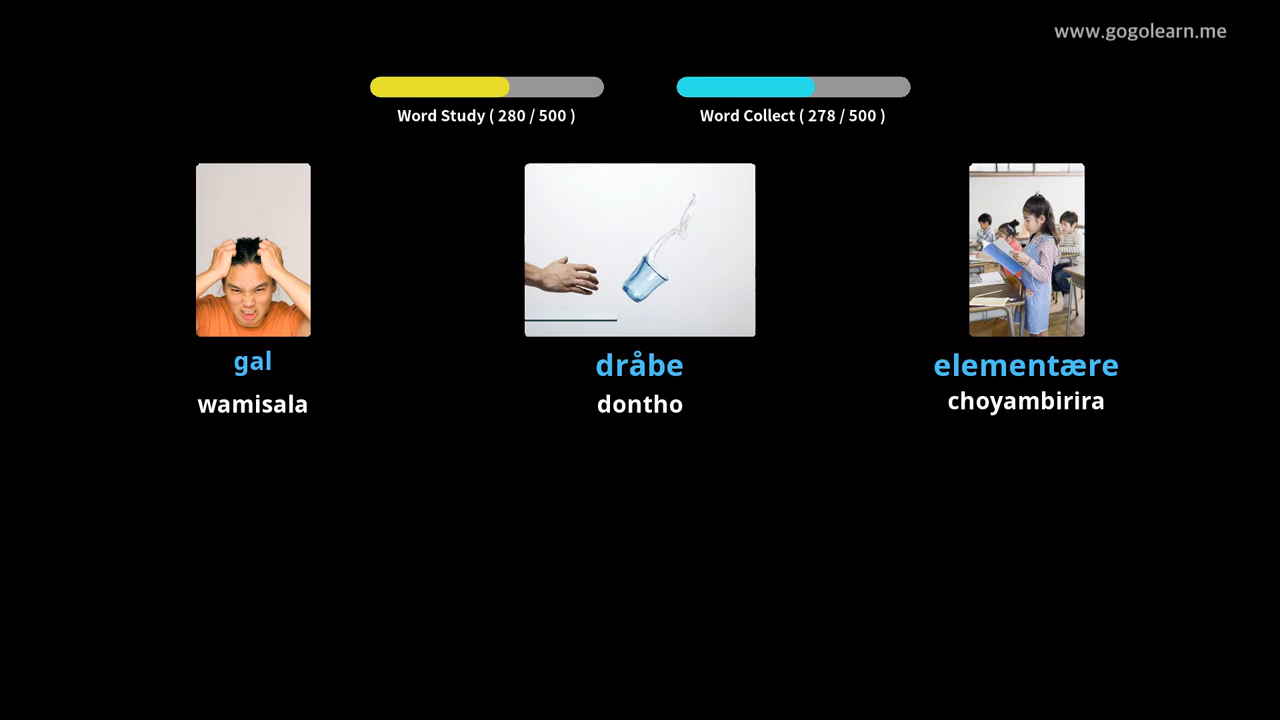 www.gogolearn.me
Word Study ( 280 / 500 )
Word Collect ( 278 / 500 )
gal
dråbe
elementære
wamisala
dontho
choyambirira